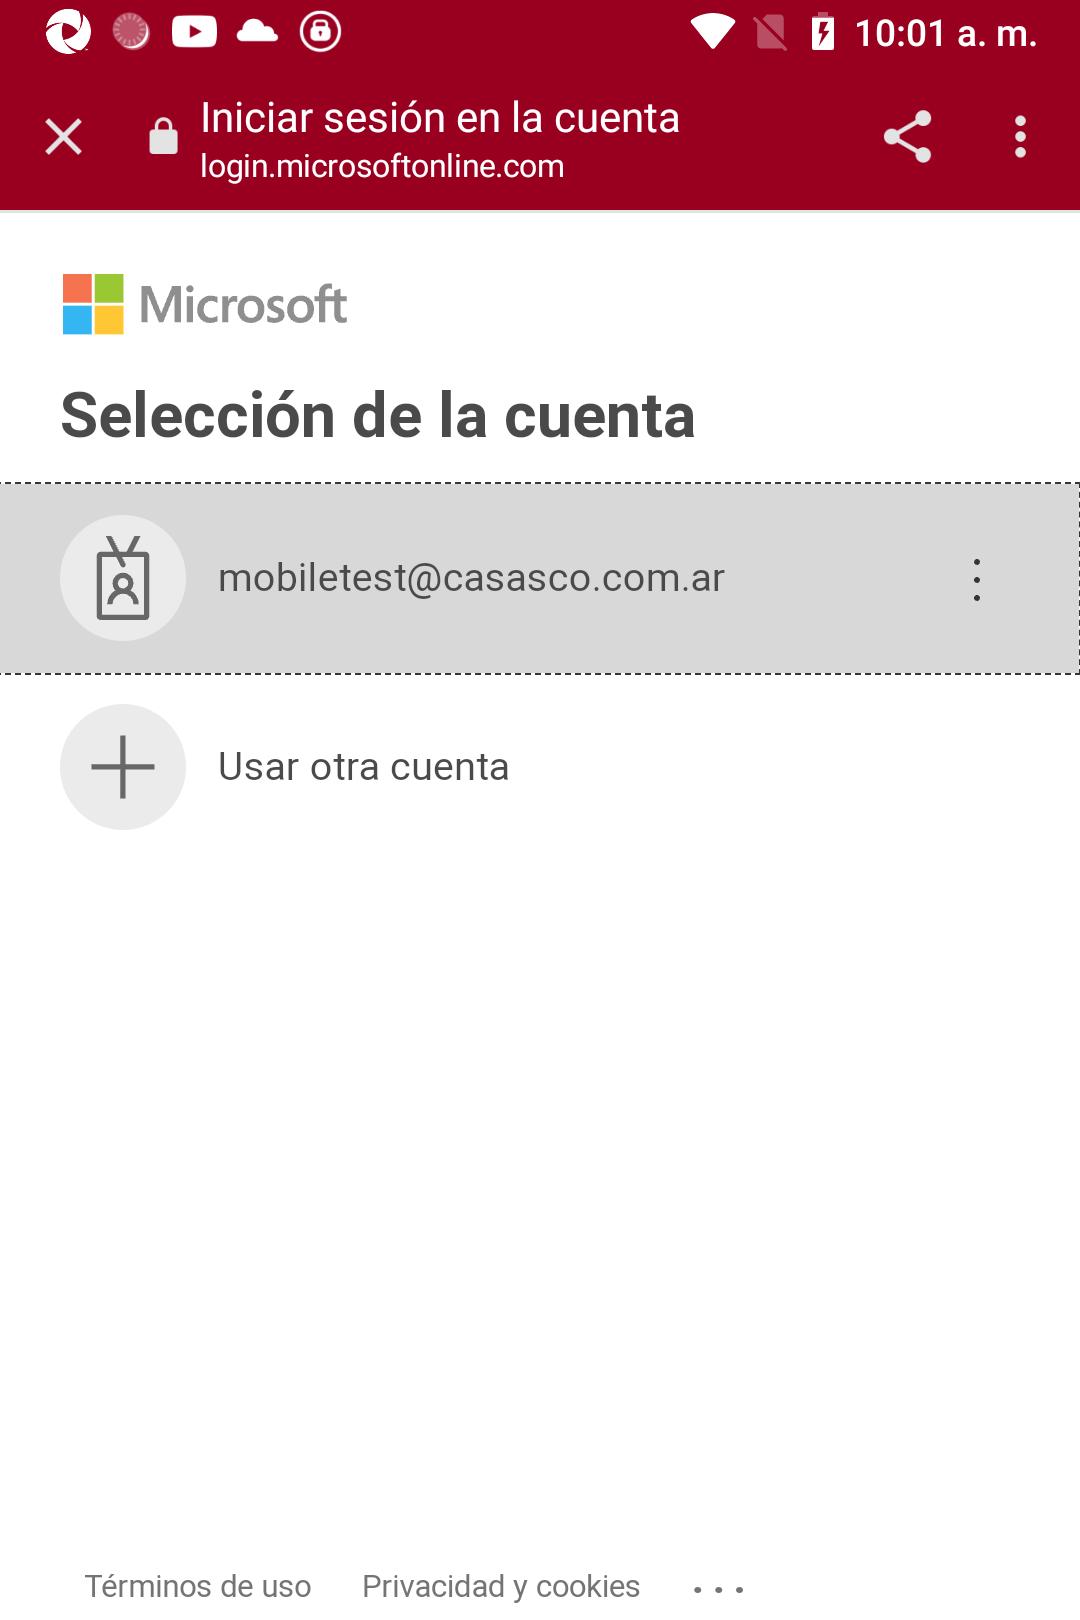 10:01 a. m.
Iniciar sesión en la cuenta
login.microsoftonline.com
Microsoft
Selección de la cuenta
mobiletest@casasco.com.ar
Usar otra cuenta
Términos de uso Privacidad y cookies ...